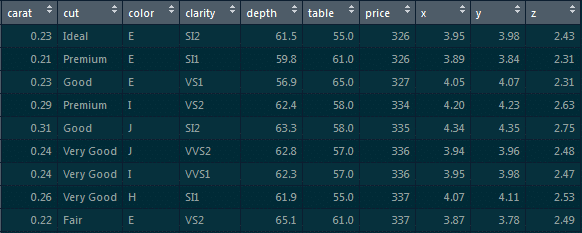 carat cut color clarity depth table price x y z
0.23 Ideal E SI2 61.5 55.0 326 3.95 3.98 2.43
0.21 Premium E SI1 59.8 61.0 326 3.89 3.84 2.31
0.23 Good E VS1 56.9 65.0 327 4.05 4.07 2.31
0.29 Premium I VS2 62.4 58.0 334 4.20 4.23 2.63
0.31 Good J SI2 63.3 58.0 335 4.34 4.35 2.75
0.24 Very Good J VVS2 62.8 57.0 336 3.94 3.96 2.48
0.24 Very Good I VVS1 62.3 57.0 336 3.95 3.98 2.47
0.26 Very Good H SI1 61.9 55.0 337 4.07 4.11 2.53
0.22 Fair E VS2 65.1 61.0 337 3.87 3.78 2.49